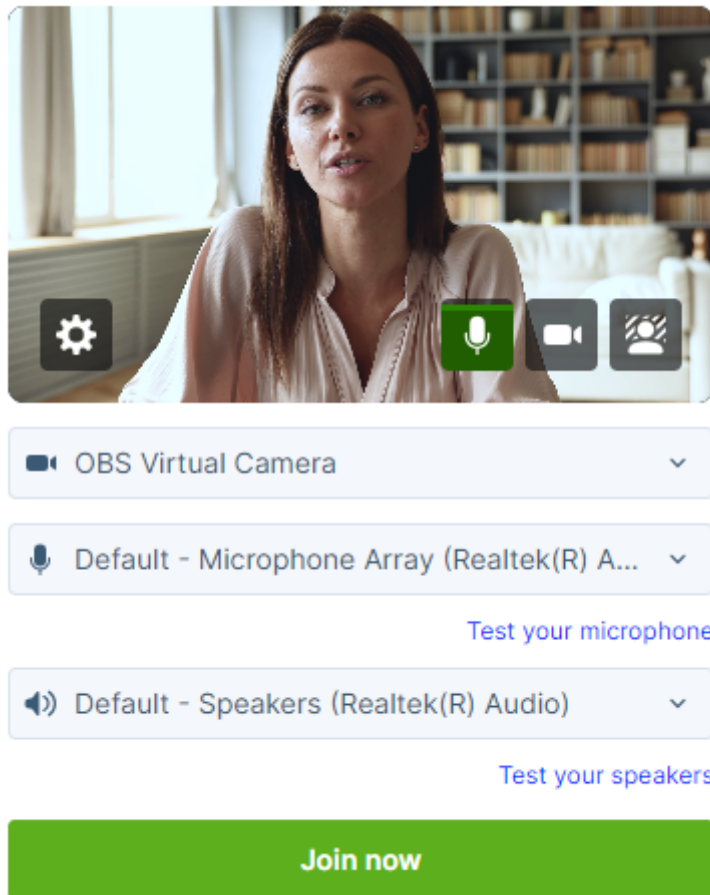 OBS Virtual Camera
Default - Microphone Array (Realtek(R) A...
Test your microphone
Default - Speakers (Realtek(R) Audio)
Test your speakers
Join now